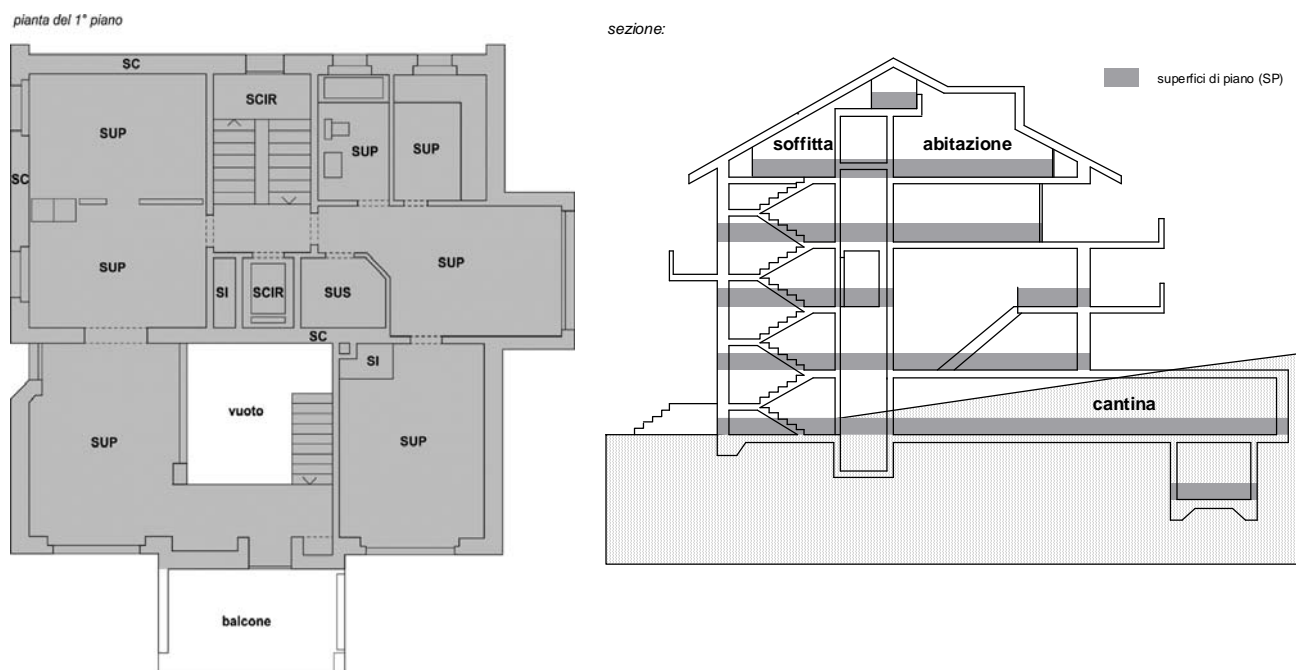 pianta del 1° piano
SC
SCIR
SUP
SUP
SUP
SC
SUP
SUP
SI
SCIR
SUS
SC
SI
vuoto
SUP
SUP
balcone
sezione:
superfici di piano (SP)
soffitta
abitazione
cantina